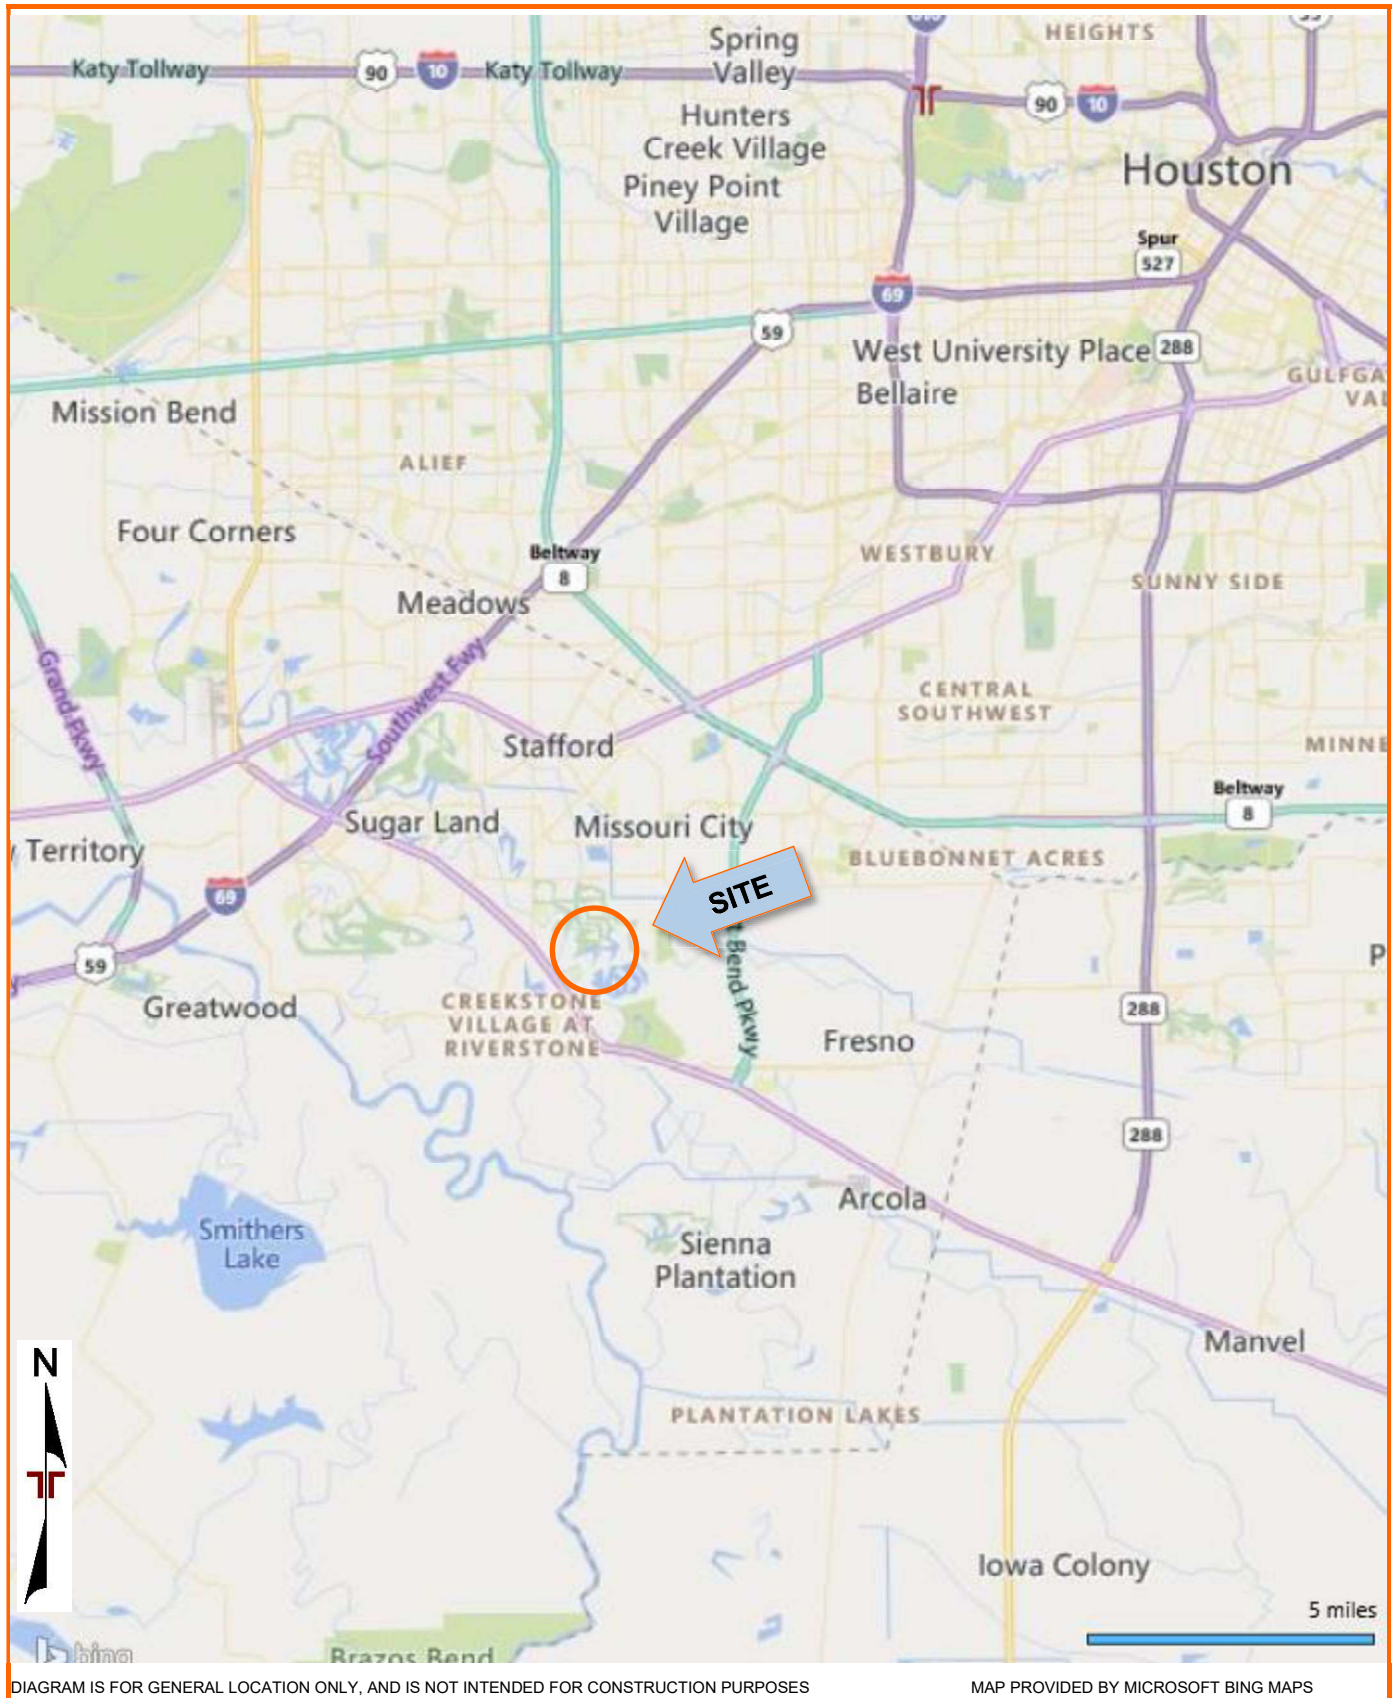 610
35
HEIGHTS
Spring
Valley
Katy Tollway
90
10
Katy Tollway
90
10
Hunters
Creek Village
Piney Point
Village
Houston
Spur
527
69
59
West University Place
288
Bellaire
GULFGA
VAL
Mission Bend
ALIEF
Four Corners
Beltway
8
WESTBURY
SUNNY SIDE
Meadows
Grand Pkwy
Southwest Fwy
CENTRAL
SOUTHWEST
Stafford
MINNE
Beltway
8
Sugar Land
Missouri City
Territory
BLUEBONNET ACRES
SITE
69
59
t Bend Pkwy
P
Greatwood
CREEKSTONE
VILLAGE AT
RIVERSTONE
288
Fresno
288
Arcola
Smithers
Lake
Sienna
Plantation
Manvel
N
PLANTATION LAKES
Iowa Colony
5 miles
bing
Brazos Bend
DIAGRAM IS FOR GENERAL LOCATION ONLY, AND IS NOT INTENDED FOR CONSTRUCTION PURPOSES
MAP PROVIDED BY MICROSOFT BING MAPS